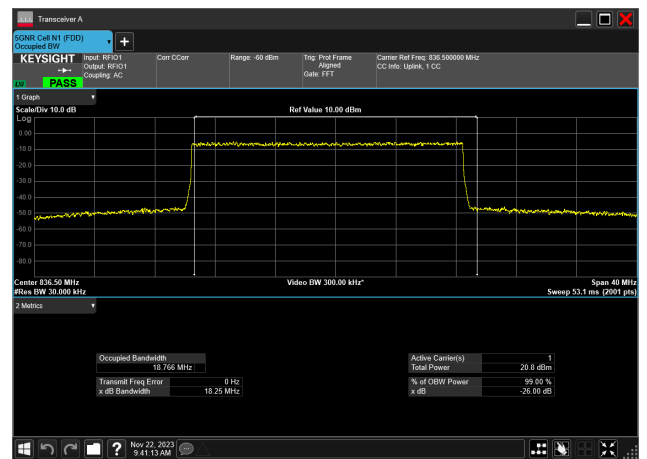 Transceiver A
5GNR Cell N1 (FDD)
Occupied BW
KEYSIGHT
PASS
Input: RFIO1
Output: RFIO1
Coupling: AC
Corr CCorr
Range: -60 dBm
Trig: Prot Frame
Aligned
Gate: FFT
Carrier Ref Freq: 836.500000 MHz
CC Info: Uplink, 1 CC
1 Graph
Scale/Div 10.0 dB
Ref Value 10.00 dBm
Log
0.00
-10.0
-20.0
-30.0
-40.0
-50.0
-60.0
-70.0
-80.0
Center 836.50 MHz
Video BW 300.00 kHz*
Span 40 MHz
#Res BW 30.000 kHz
Sweep 53.1 ms (2001 pts)
2 Metrics
Occupied Bandwidth
18.766 MHz
Transmit Freq Error 0 Hz
x dB Bandwidth 18.25 MHz
Active Carrier(s) 1
Total Power 20.8 dBm
% of OBW Power 99.00 %
x dB -26.00 dB
Nov 22, 2023
9:41:13 AM